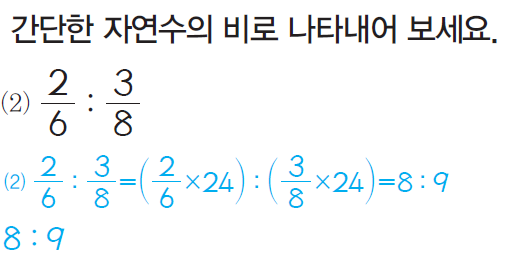 간단한 자연수의 비로 나타내어 보세요.
(2) 2/6 : 3/8
(2) 2/6 : 3/8=(2/6×24) : (3/8×24)=8 : 9
8 : 9